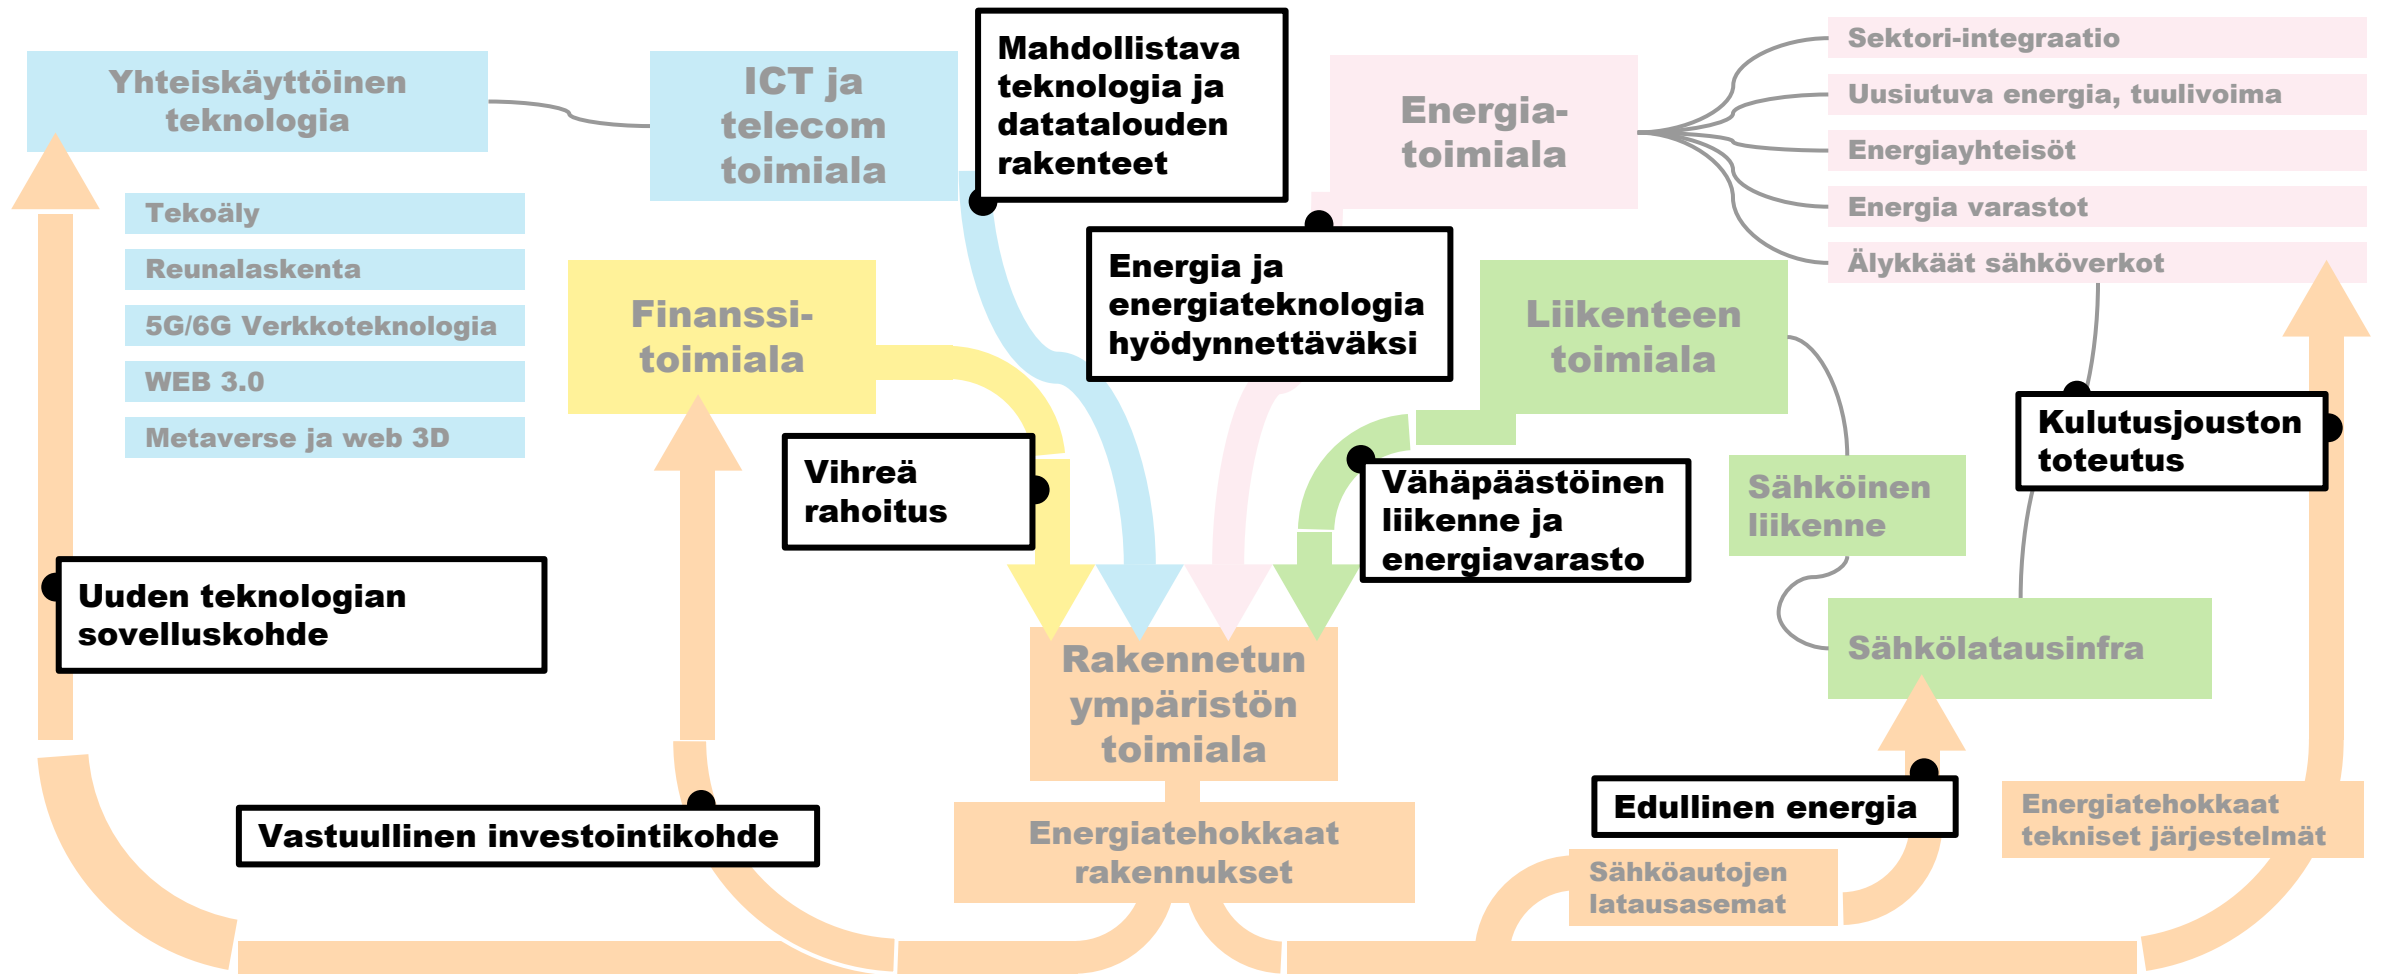 Yhteiskäyttöinen
teknologia
Tekoäly
Reunalaskenta
5G/6G Verkkoteknologia
WEB 3.0
Metaverse ja web 3D
ICT ja
telecom
toimiala
Mahdollistava
teknologia ja
datatalouden
rakenteet
Energia-
toimiala
Sektori-integraatio
Uusiutuva energia, tuulivoima
Energiayhteisöt
Energia varastot
Älykkäät sähköverkot
Finanssi-
toimiala
Energia ja
energiateknologia
hyödynnettäväksi
Liikenteen
toimiala
Kulutusjouston
toteutus
Vihreä
rahoitus
Vähäpäästöinen
liikenne ja
energiavarasto
Sähköinen
liikenne
Uuden teknologian
sovelluskohde
Sähkölatausinfra
Rakennetun
ympäristön
toimiala
Vastuullinen investointikohde
Energiatehokkaat
rakennukset
Edullinen energia
Sähköautojen
latausasemat
Energiatehokkaat
tekniset järjestelmät